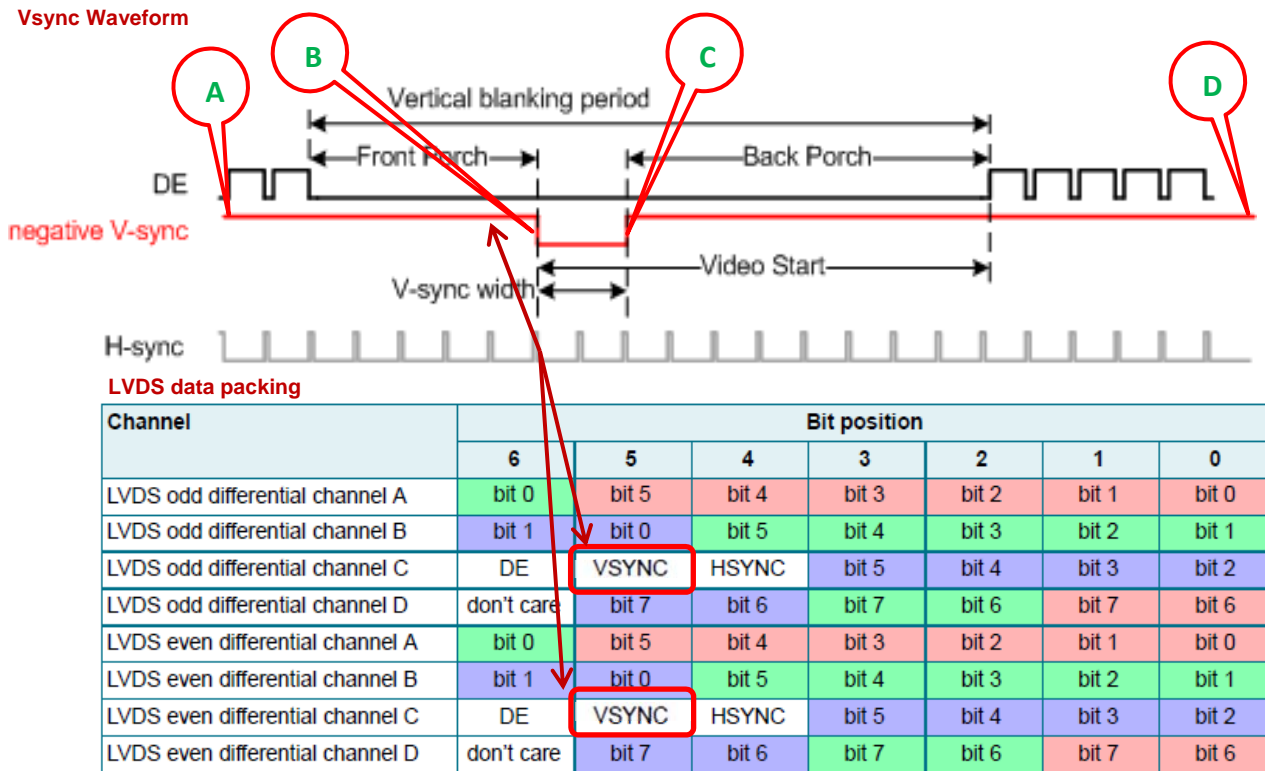 Vsync Waveform
A
B
C
D
Vertical blanking period
Front Porch
Back Porch
DE
negative V-sync
Video Start
V-sync width
H-sync
LVDS data packing
Channel Bit position
6 5 4 3 2 1 0
LVDS odd differential channel A bit 0 bit 5 bit 4 bit 3 bit 2 bit 1 bit 0
LVDS odd differential channel B bit 1 bit 0 bit 5 bit 4 bit 3 bit 2 bit 1
LVDS odd differential channel C DE VSYNC HSYNC bit 5 bit 4 bit 3 bit 2
LVDS odd differential channel D don't care bit 7 bit 6 bit 7 bit 6 bit 7 bit 6
LVDS even differential channel A bit 0 bit 5 bit 4 bit 3 bit 2 bit 1 bit 0
LVDS even differential channel B bit 1 bit 0 bit 5 bit 4 bit 3 bit 2 bit 1
LVDS even differential channel C DE VSYNC HSYNC bit 5 bit 4 bit 3 bit 2
LVDS even differential channel D don't care bit 7 bit 6 bit 7 bit 6 bit 7 bit 6